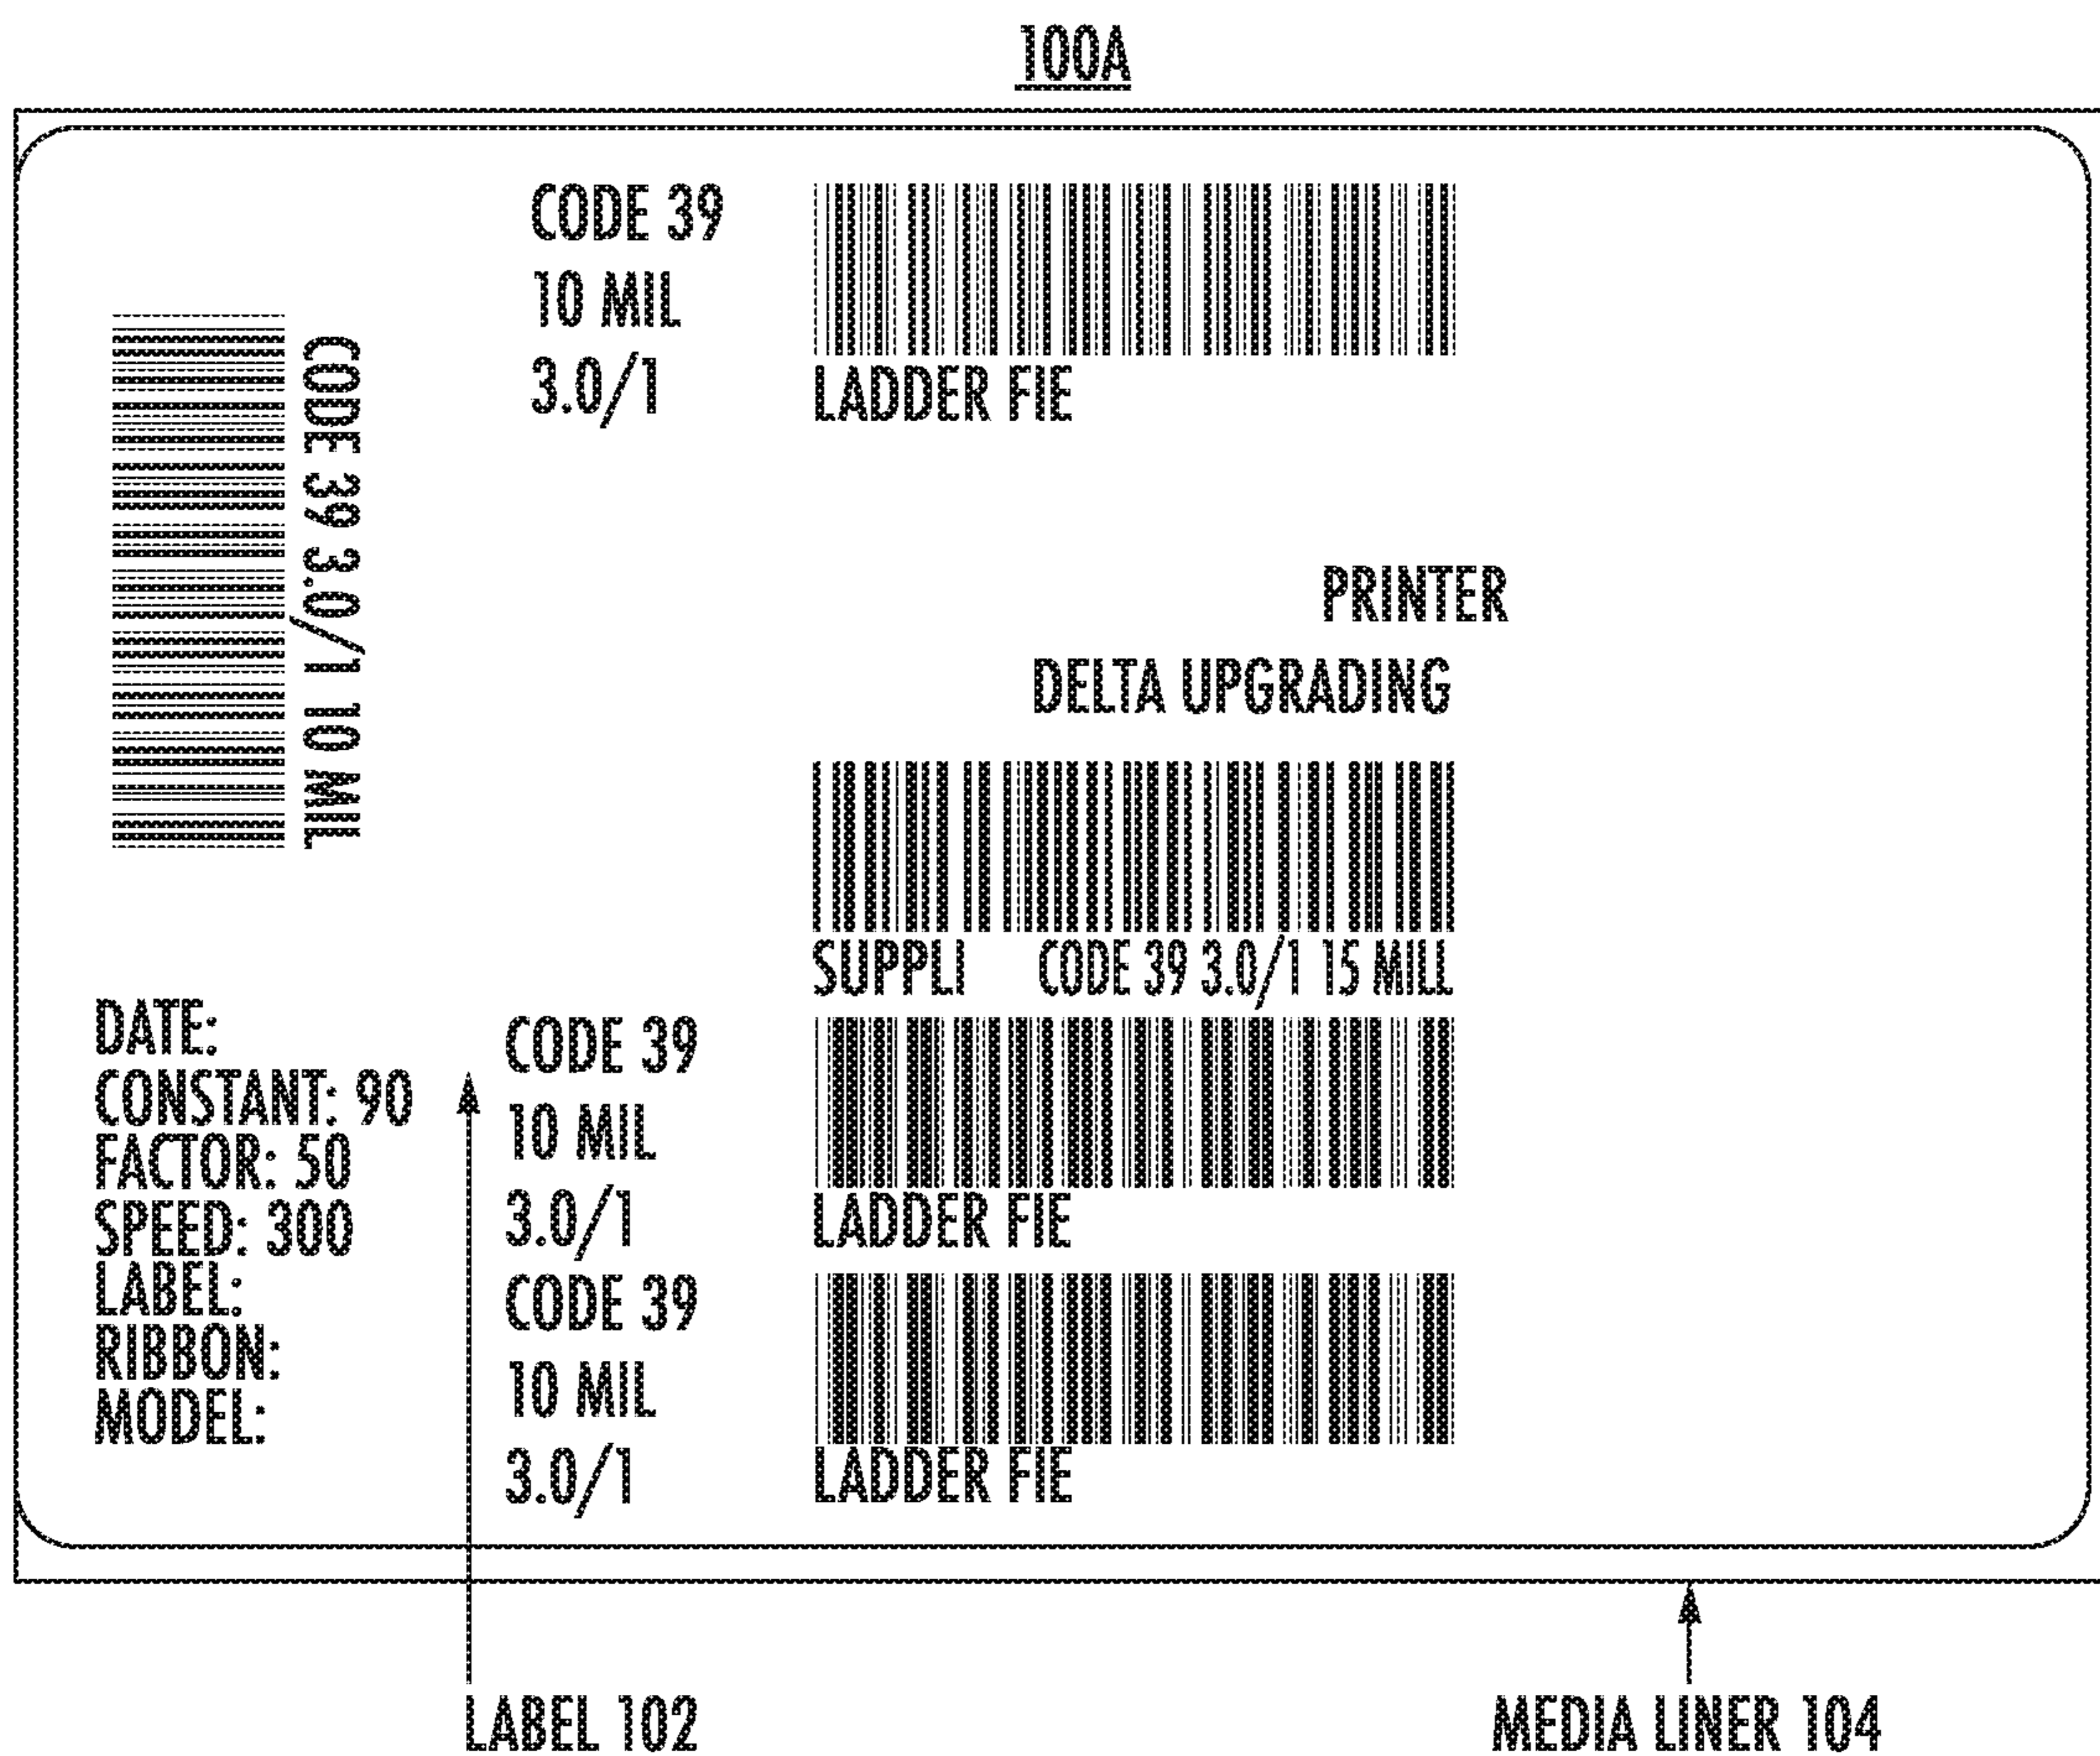 100A
CODE 39
10 MIL
3.0/1
LADDER FIE
CODE 39 3.0/1 10 MIL
PRINTER
DELTA UPGRADING
SUPPLI CODE 39 3.0/1 15 MILL
DATE:
CONSTANT: 90
FACTOR: 50
SPEED: 300
LABEL:
RIBBON:
MODEL:
CODE 39
10 MIL
3.0/1
LADDER FIE
CODE 39
10 MIL
3.0/1
LADDER FIE
LABEL 102
MEDIA LINER 104